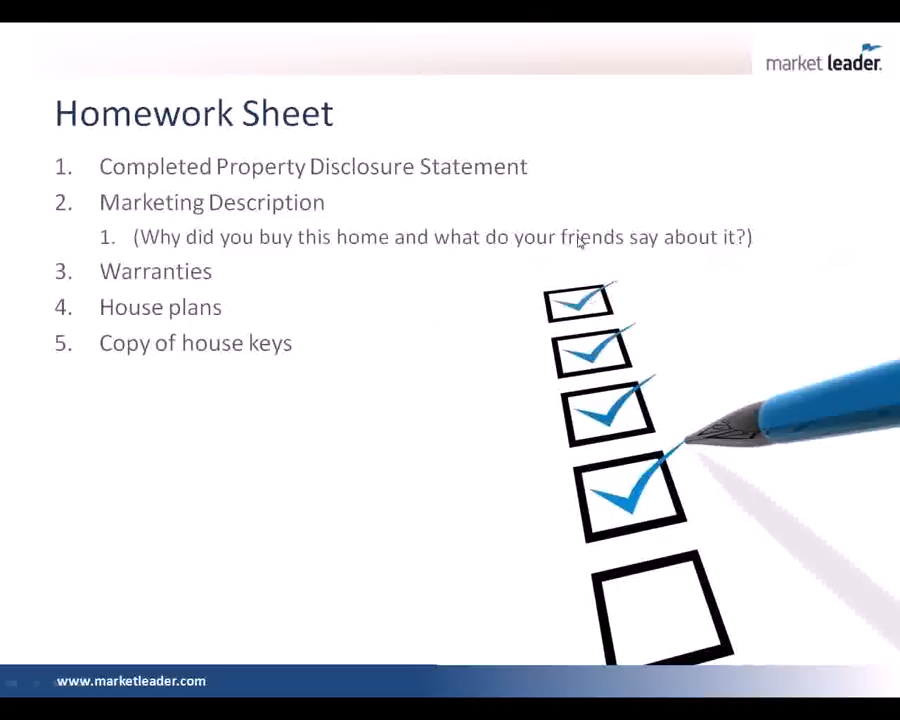 market leader.
Homework Sheet
1. Completed Property Disclosure Statement
2. Marketing Description
1. (Why did you buy this home and what do your friends say about it?)
3. Warranties
4. House plans
5. Copy of house keys
www.marketleader.com